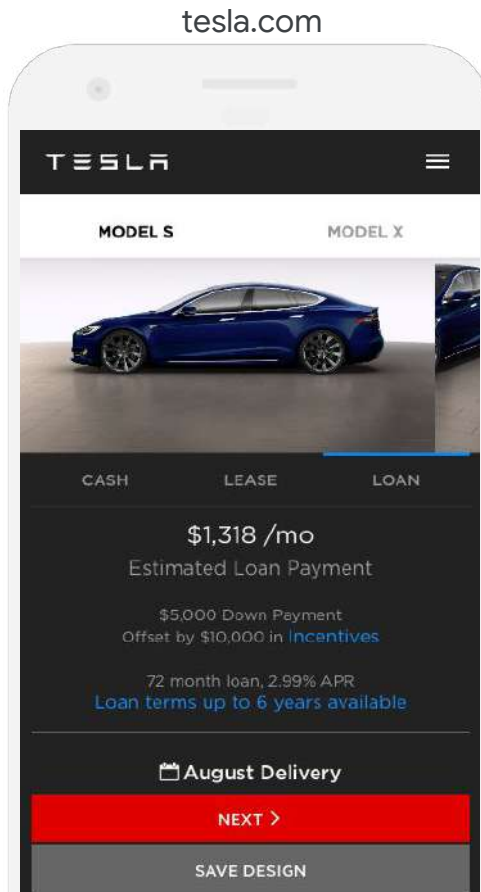 tesla.com
TESLA
MODEL S
MODEL X
CASH
LEASE
LOAN
$1,318 /mo
Estimated Loan Payment
$5,000 Down Payment
Offset by $10,000 in Incentives
72 month loan, 2.99% APR
Loan terms up to 6 years available
August Delivery
NEXT >
SAVE DESIGN